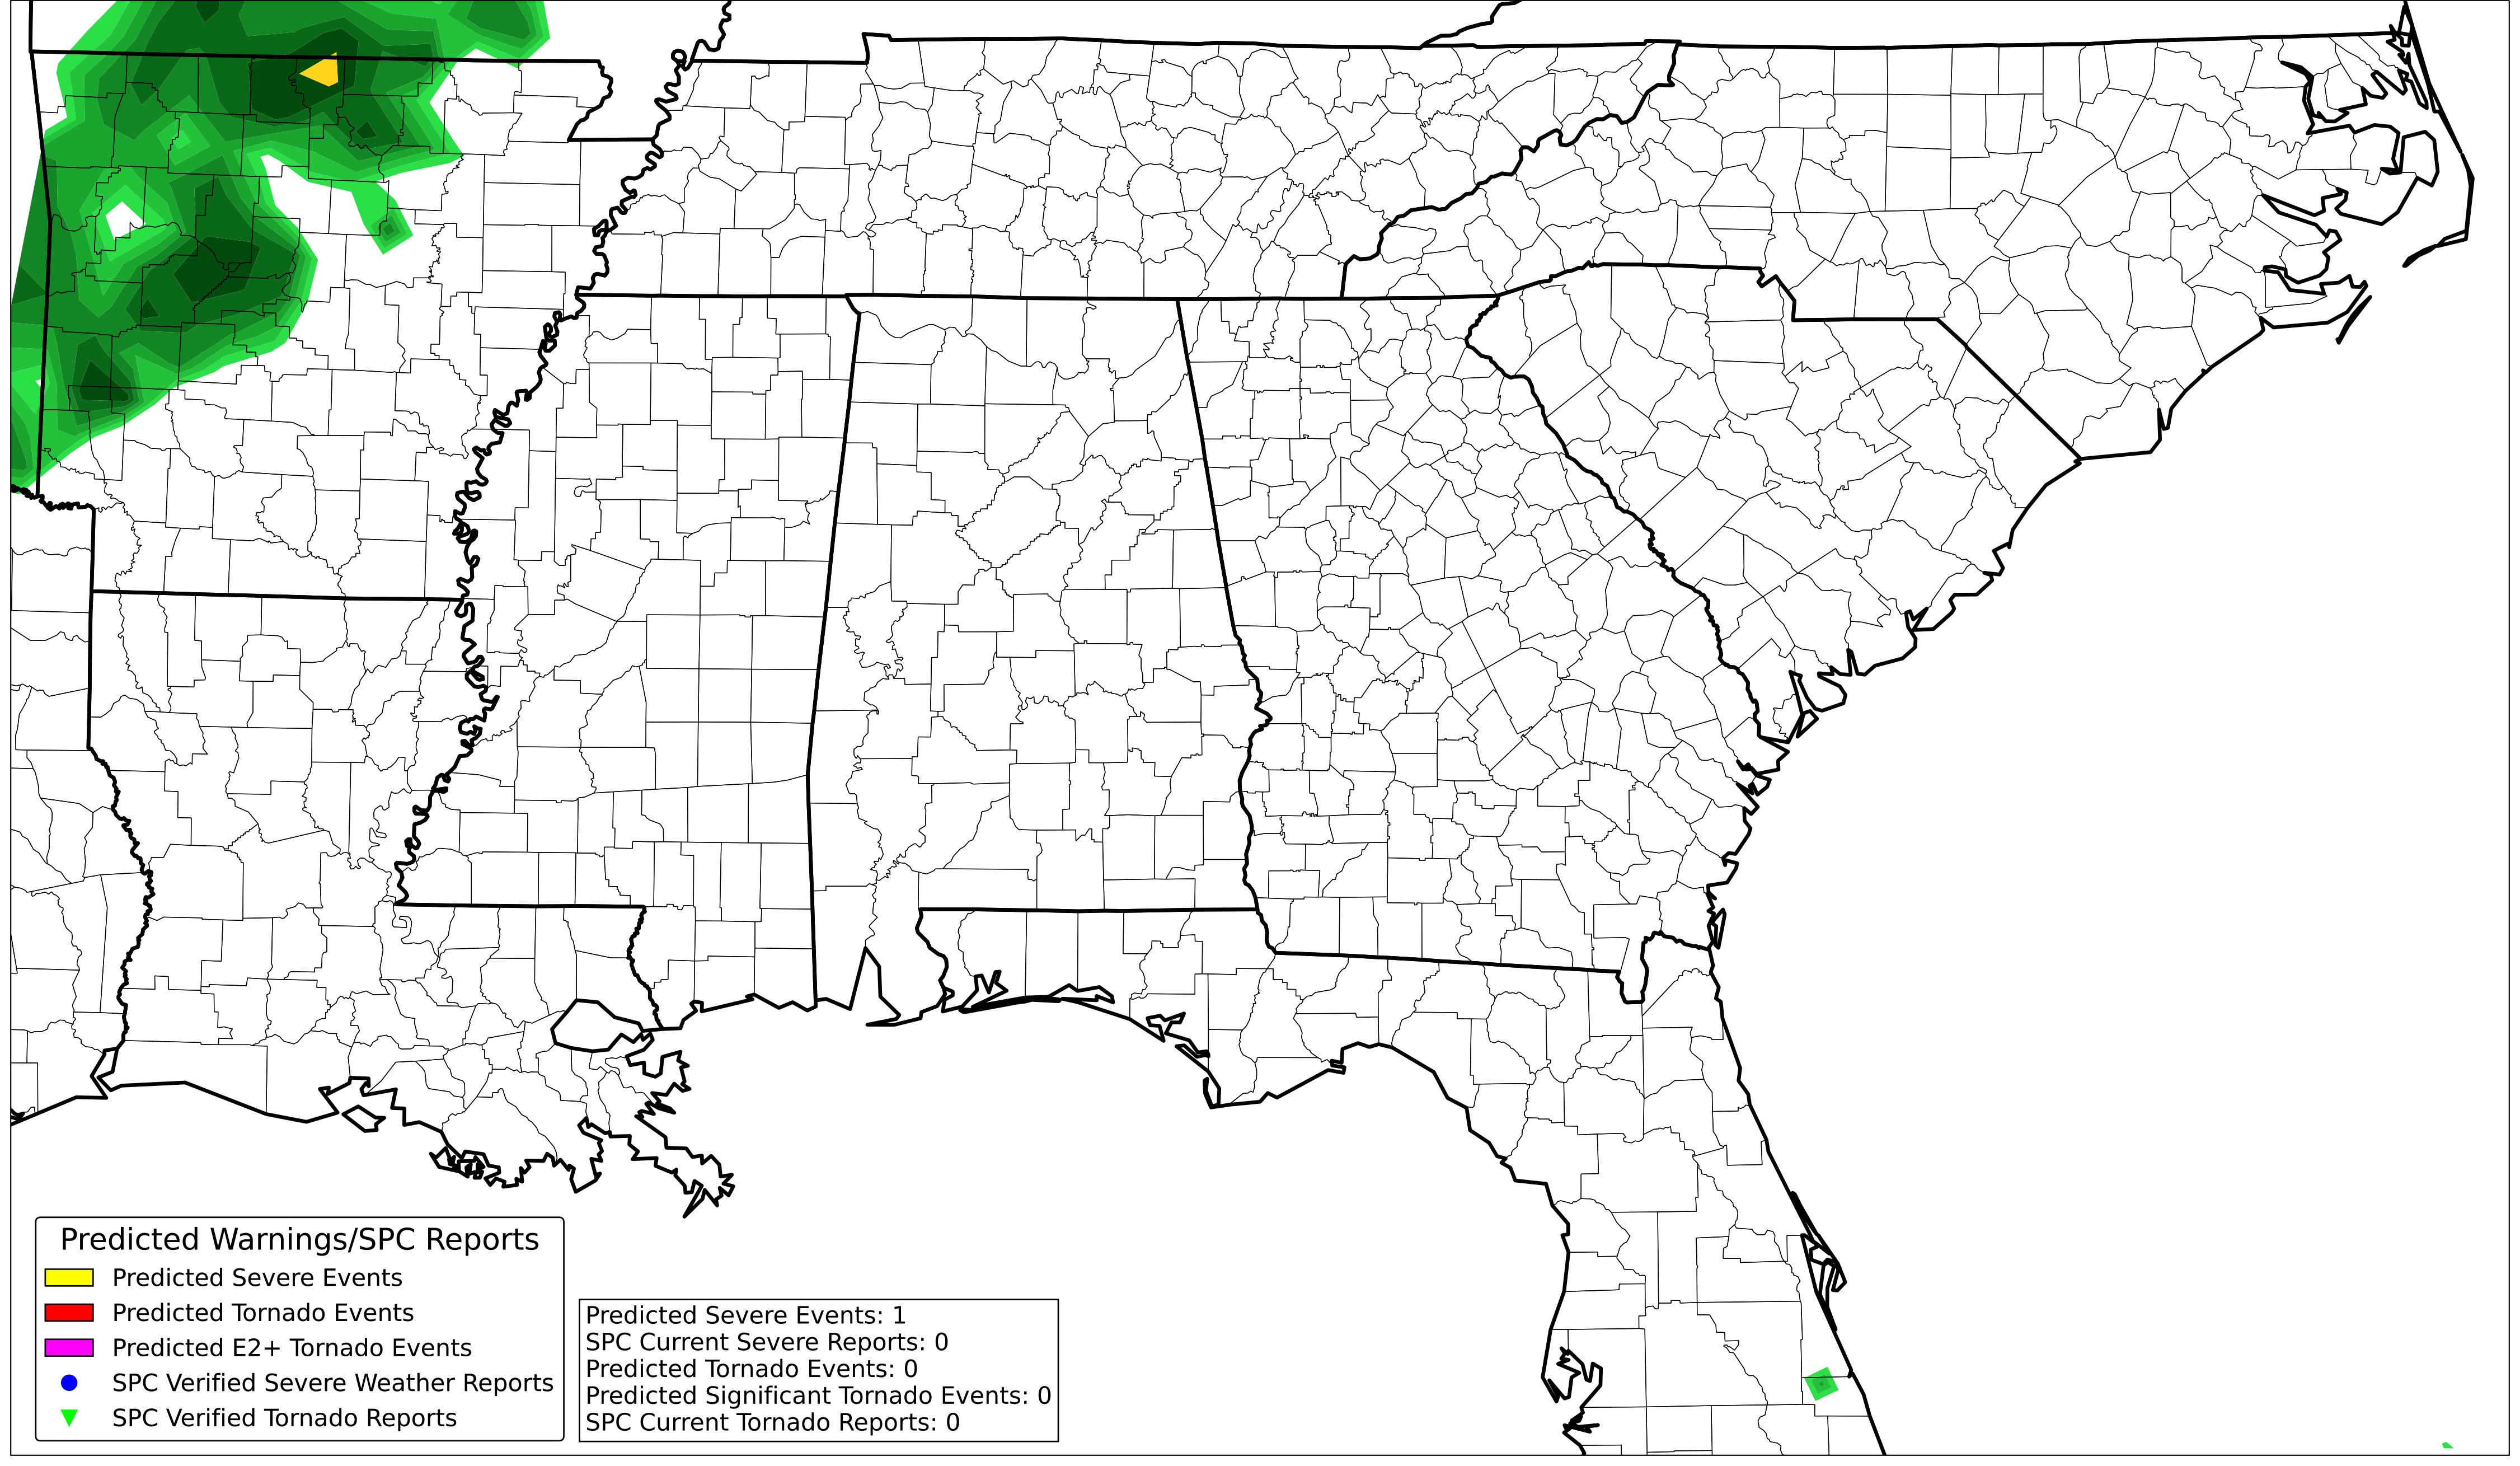 Predicted Warnings/SPC Reports
Predicted Severe Events
Predicted Tornado Events
Predicted E2+ Tornado Events
SPC Verified Severe Weather Reports
SPC Verified Tornado Reports
Predicted Severe Events: 1
SPC Current Severe Reports: 0
Predicted Tornado Events: 0
Predicted Significant Tornado Events: 0
SPC Current Tornado Reports: 0